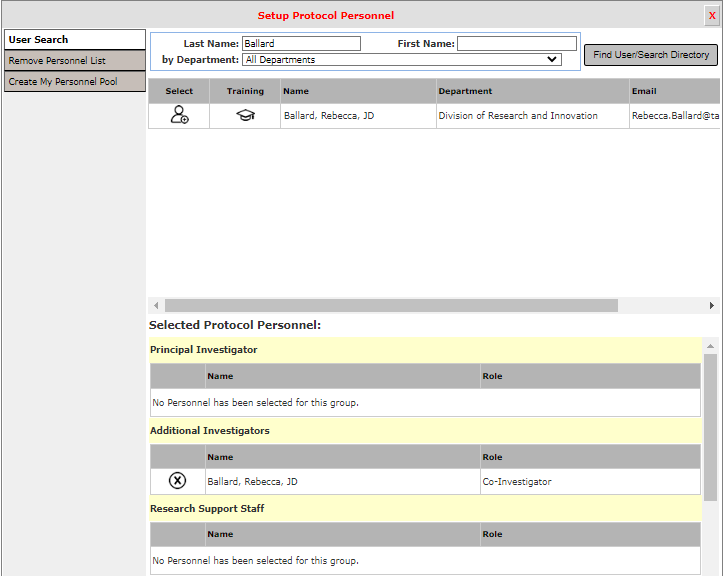 Setup Protocol Personnel
X
User Search
Remove Personnel List
Create My Personnel Pool
Last Name: Ballard First Name:
by Department: All Departments
Find User/Search Directory
Select Training Name Department Email
Ballard, Rebecca, JD Division of Research and Innovation Rebecca.Ballard@ta
Selected Protocol Personnel:
Principal Investigator
Name Role
No Personnel has been selected for this group.
Additional Investigators
Name Role
Ballard, Rebecca, JD Co-Investigator
Research Support Staff
Name Role
No Personnel has been selected for this group.